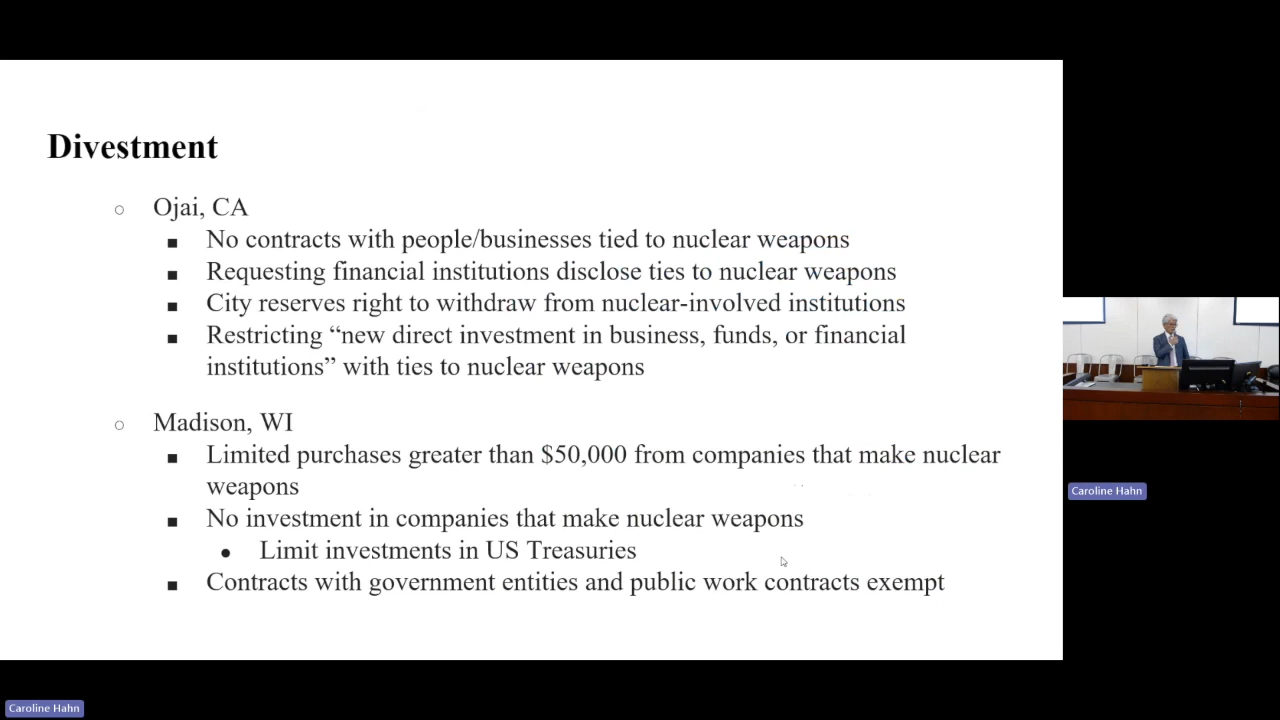 Divestment
○ Ojai, CA
■ No contracts with people/businesses tied to nuclear weapons
■ Requesting financial institutions disclose ties to nuclear weapons
■ City reserves right to withdraw from nuclear-involved institutions
■ Restricting “new direct investment in business, funds, or financial
institutions” with ties to nuclear weapons
○ Madison, WI
■ Limited purchases greater than $50,000 from companies that make nuclear
weapons
■ No investment in companies that make nuclear weapons
● Limit investments in US Treasuries
■ Contracts with government entities and public work contracts exempt
Caroline Hahn
Caroline Hahn